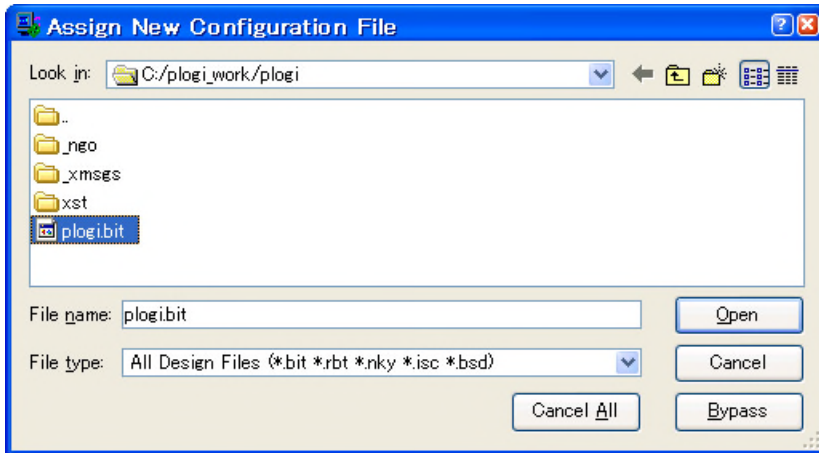 Assign New Configuration File
Look in: C:/plogi_work/plogi
..
_ngo
_xmsgs
xst
plogi.bit
File name: plogi.bit Open
File type: All Design Files (*.bit *.rbt *.nky *.isc *.bsd) Cancel
Cancel All Bypass